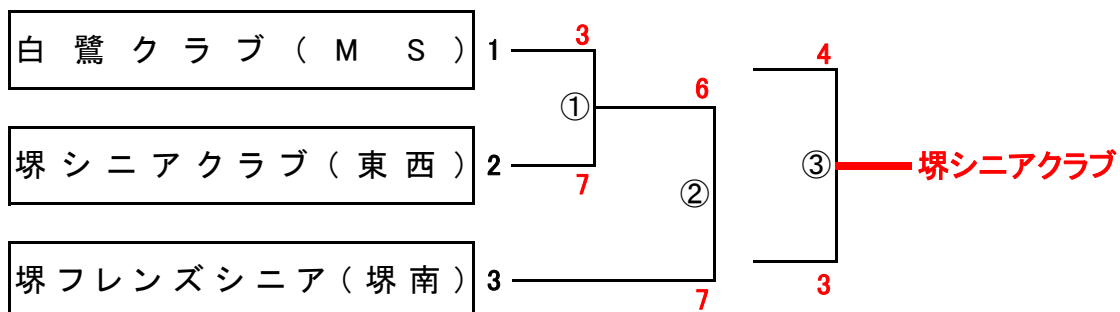 白鷺クラブ(MS) 1 3
① 6 4
堺シニアクラブ(東西) 2 7
② ③ 堺シニアクラブ
堺フレンズシニア(堺南) 3 7 3